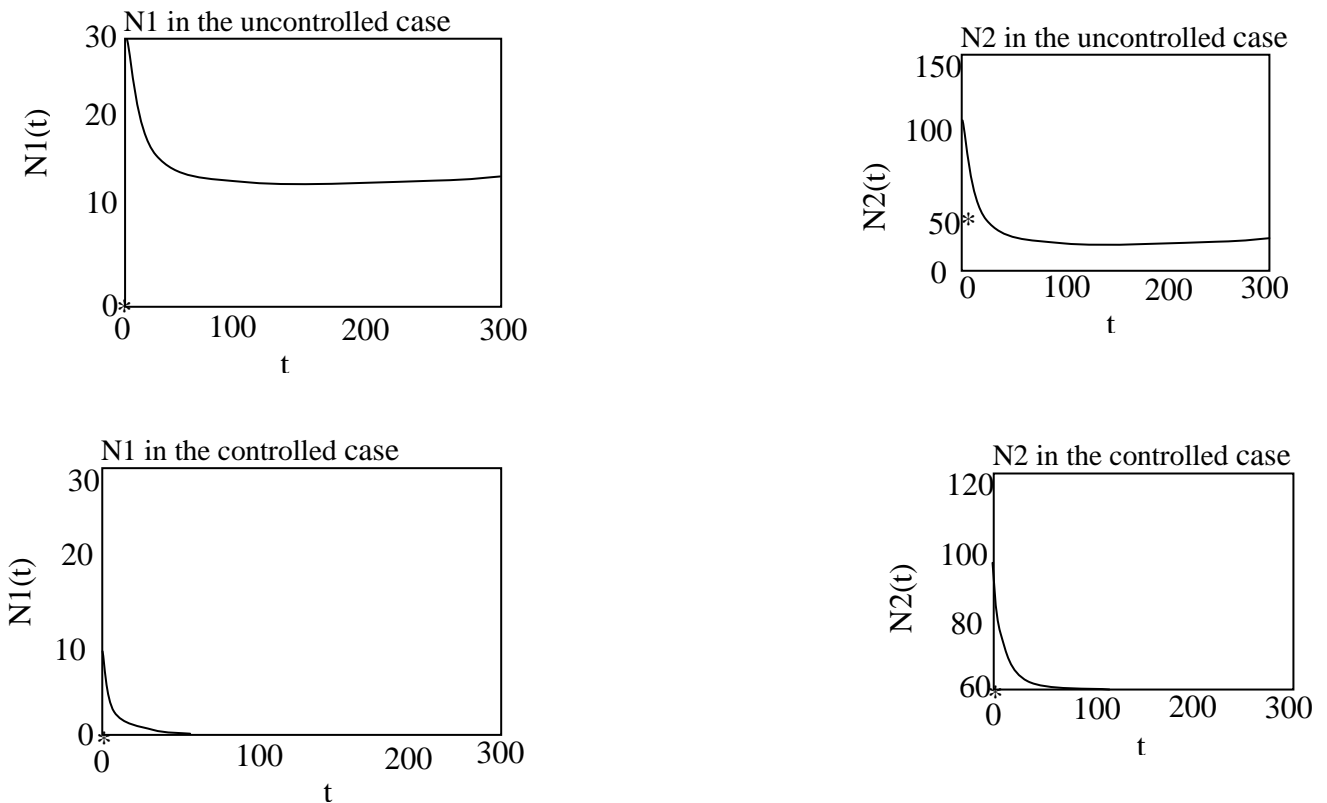 N1 in the uncontrolled case
30
20
10
0*
0 100 200 300
N1(t)
t
N2 in the uncontrolled case
150
100
50*
0
0 100 200 300
N2(t)
t
N1 in the controlled case
30
20
10
0*
0 100 200 300
N1(t)
t
N2 in the controlled case
120
100
80
60*
0 100 200 300
N2(t)
t